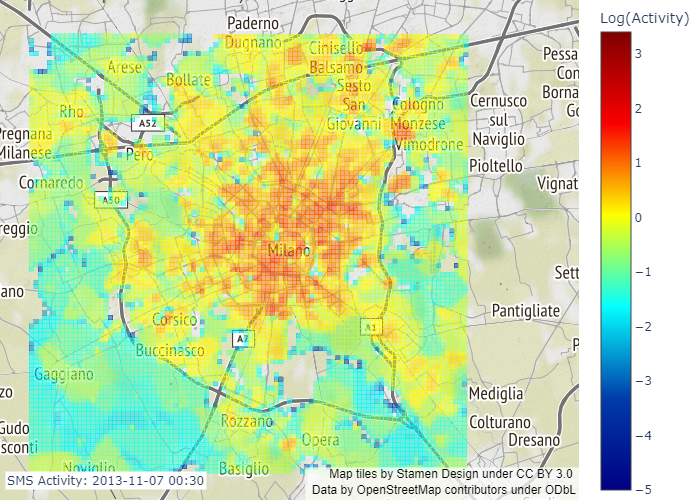 Log(Activity)
3
2
1
0
−1
−2
−3
−4
−5
Paderno
Dugnano
Cinisello
Balsamo
Arese
Bollate
Sesto
San
Giovanni
Cologno
Monzese
Vimodrone
Pessa
Con
Borna
Go
Cernusco
sul
Naviglio
Rho
A52
Pregnana
Milanese
Pero
Pioltello
Cornaredo
A50
Vignat
reggio
Milano
Sett
ano
Corsico
A7
A1
Pantigliate
Buccinasco
P
Gaggiano
zo
Mediglia
Rozzano
Colturano
Gudo
sconti
Opera
Dresano
Noviglio
Basiglio
SMS Activity: 2013-11-07 00:30
Map tiles by Stamen Design under CC BY 3.0
Data by OpenStreetMap contributors under ODbL